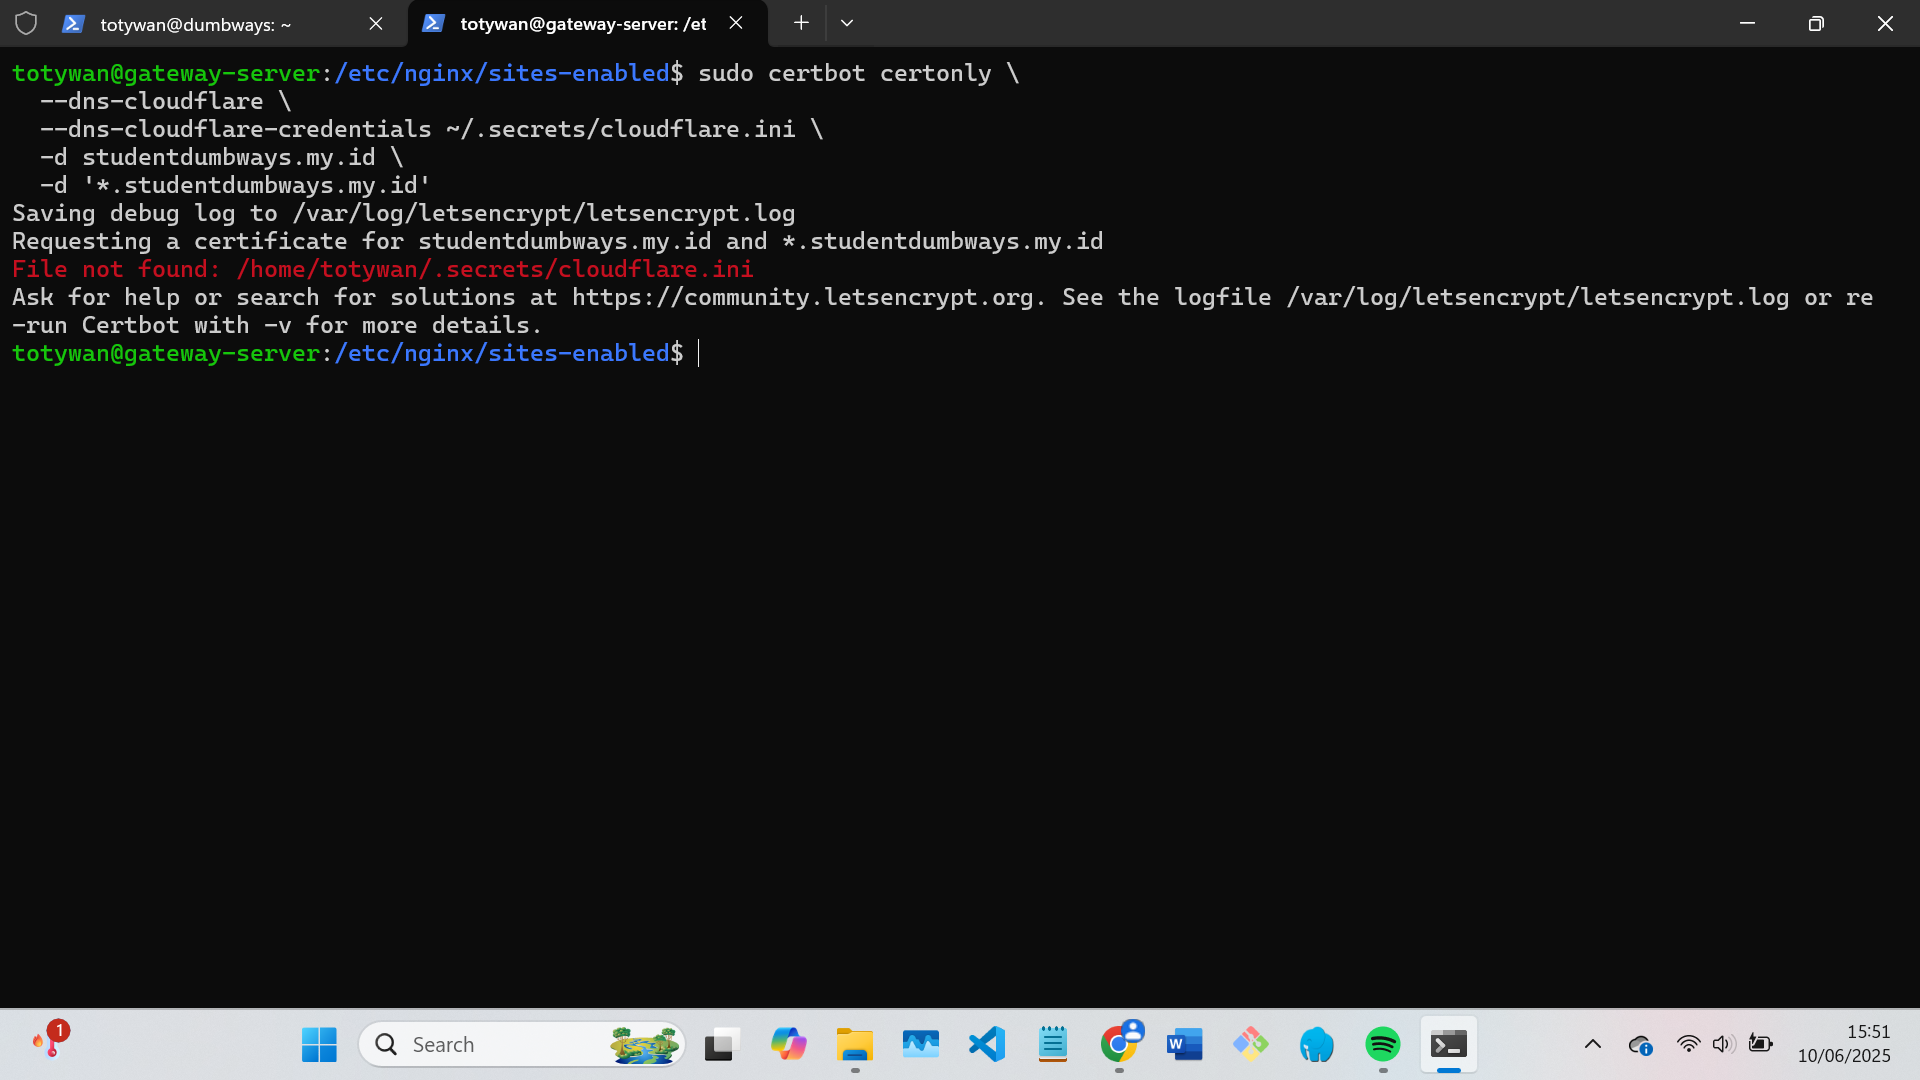 totywan@dumbways: ~
totywan@gateway-server: /et
totywan@gateway-server:/etc/nginx/sites-enabled$ sudo certbot certonly \
  --dns-cloudflare \
  --dns-cloudflare-credentials ~/.secrets/cloudflare.ini \
  -d studentdumbways.my.id \
  -d '*.studentdumbways.my.id'
Saving debug log to /var/log/letsencrypt/letsencrypt.log
Requesting a certificate for studentdumbways.my.id and *.studentdumbways.my.id
File not found: /home/totywan/.secrets/cloudflare.ini
Ask for help or search for solutions at https://community.letsencrypt.org. See the logfile /var/log/letsencrypt/letsencrypt.log or re
-run Certbot with -v for more details.
totywan@gateway-server:/etc/nginx/sites-enabled$
1
Search
W
15:51
10/06/2025